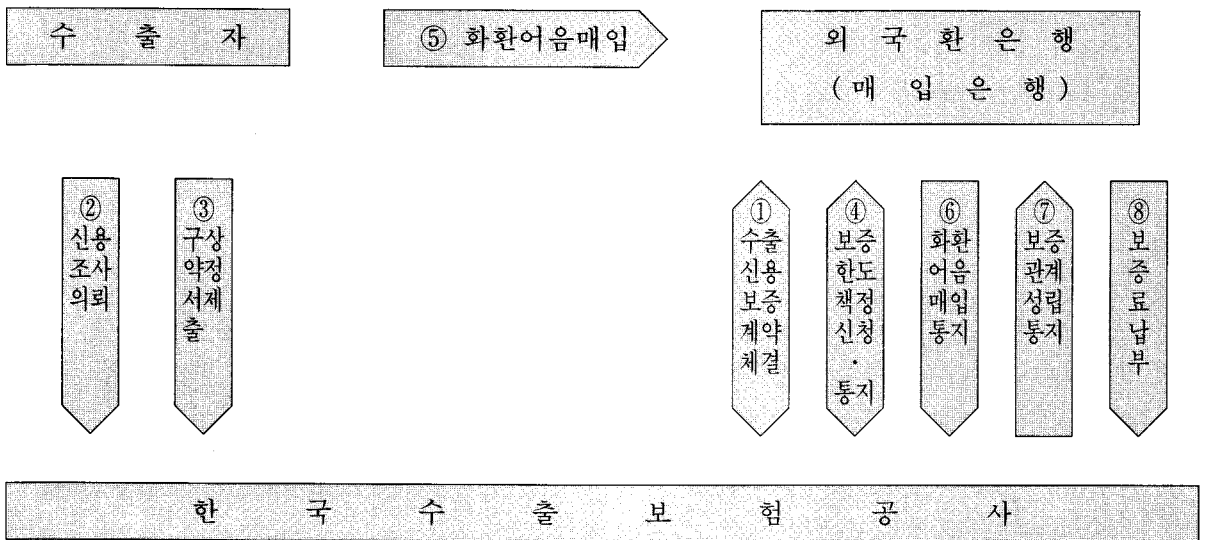 수 출 자
⑤ 화환어음매입
외 국 환 은 행
( 매 입 은 행 )
②
신용
조사
의뢰
③
구상
약정
서제
출
①
수출
신용
보증
계약
체결
④
보증
한도
책정
신청
·
통지
⑥
화환
어음
매입
통지
⑦
보증
관계
성립
통지
⑧
보
증
료
납
부
한 국 수 출 보 험 공 사